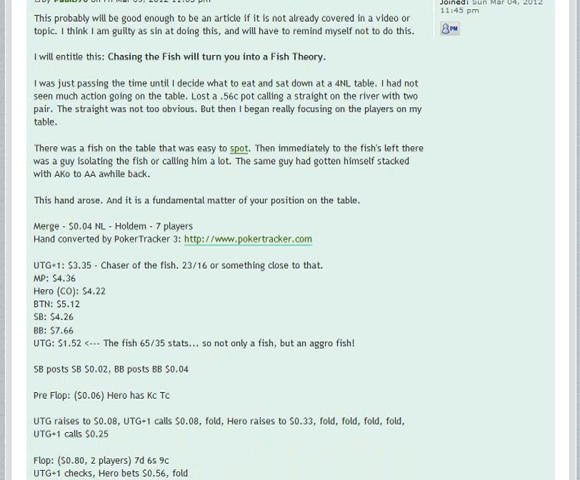 This probably will be good enough to be an article if it is not already covered in a video or
topic. I think I am guilty as sin at doing this, and will have to remind myself not to do this.
I will entitle this: Chasing the Fish will turn you into a Fish Theory.
I was just passing the time until I decide what to eat and sat down at a 4NL table. I had not
seen much action going on the table. Lost a .56c pot calling a straight on the river with two
pair. The straight was not too obvious. But then I began really focusing on the players on my
table.
There was a fish on the table that was easy to spot. Then immediately to the fish's left there
was a guy isolating the fish or calling him a lot. The same guy had gotten himself stacked
with AKo to AA awhile back.
This hand arose. And it is a fundamental matter of your position on the table.
Merge - $0.04 NL - Holdem - 7 players
Hand converted by PokerTracker 3: http://www.pokertracker.com
UTG+1: $3.35 - Chaser of the fish. 23/16 or something close to that.
MP: $4.36
Hero (CO): $4.22
BTN: $5.12
SB: $4.26
BB: $7.66
UTG: $1.52 <--- The fish 65/35 stats... so not only a fish, but an aggro fish!
SB posts SB $0.02, BB posts BB $0.04
Pre Flop: ($0.06) Hero has Kc Tc
UTG raises to $0.08, UTG+1 calls $0.08, fold, Hero raises to $0.33, fold, fold, fold, fold,
UTG+1 calls $0.25
Flop: ($0.80, 2 players) 7d 6s 9c
UTG+1 checks, Hero bets $0.56, fold
Joined: Sun Mar 04, 2012
11:45 pm
PM